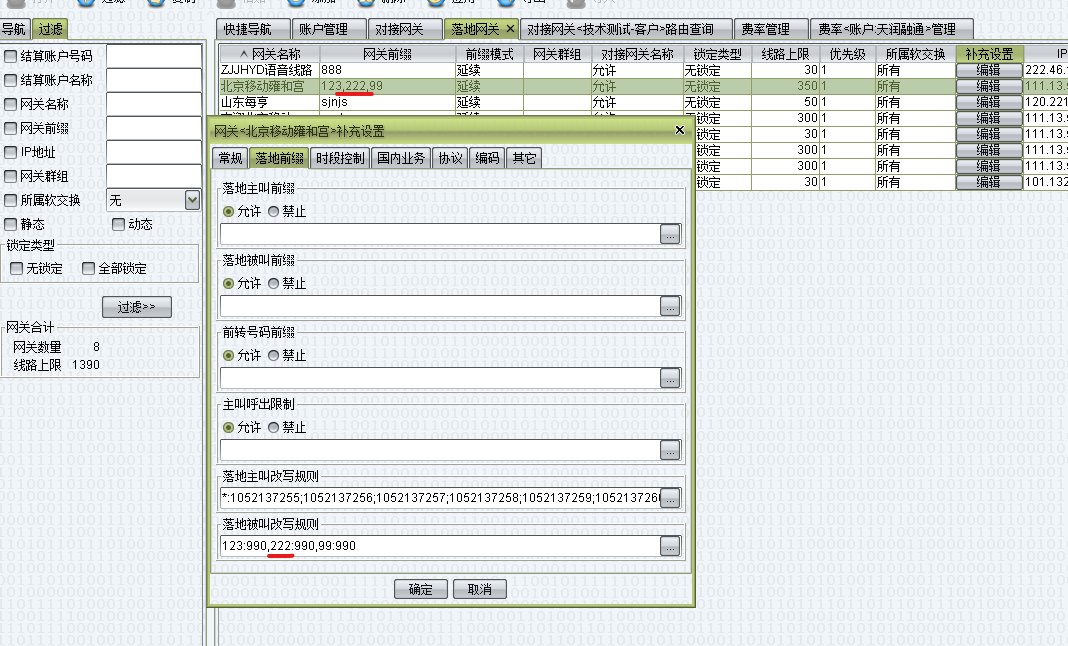 导航 过滤
快捷导航 账户管理 对接网关 落地网关 × 对接网关<技术测试-客户>路由查询 费率管理 费率<账户:天润融通>管理
结算账户号码
结算账户名称
网关名称
网关前缀
IP地址
网关群组
所属软交换 无
静态 动态
锁定类型
无锁定 全部锁定
过滤>>
网关合计
网关数量 8
线路上限 1390
^ 网关名称 网关前缀 前缀模式 网关群组 对接网关名称 锁定类型 线路上限 优先级 所属软交换 补充设置 IP
ZJJHYD语音线路 888 延续 允许 无锁定 30 1 所有 编辑 222.46.
北京移动雍和宫 123,222,99 延续 允许 无锁定 350 1 所有 编辑 111.13.
山东每亨 sjnjs 延续 允许 无锁定 50 1 所有 编辑 120.221
锁定 300 1 所有 编辑 111.13.
锁定 30 1 所有 编辑 111.13.
锁定 300 1 所有 编辑 111.13.
锁定 300 1 所有 编辑 111.13.
锁定 30 1 所有 编辑 101.132
网关<北京移动雍和宫>补充设置 ×
常规 落地前缀 时段控制 国内业务 协议 编码 其它
落地主叫前缀
允许 禁止
...
落地被叫前缀
允许 禁止
...
前转号码前缀
允许 禁止
...
主叫呼出限制
允许 禁止
...
落地主叫改写规则
*:1052137255;1052137256;1052137257;1052137258;1052137259;105213726 ...
落地被叫改写规则
123:990,222:990,99:990 ...
确定 取消